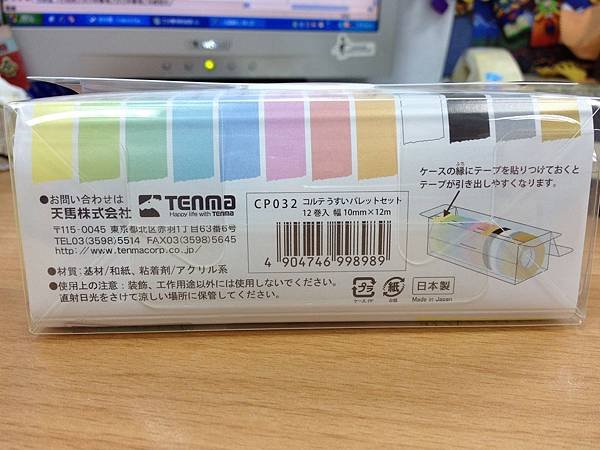 ケースの縁にテープを貼りつけておくと
ふち
テープが引き出しやすくなります。
●お問い合わせは
天馬株式会社
TENMA
Happy life with TENMA
〒115-0045 東京都北区赤羽1丁目63番6号
TEL03(3598)5514 FAX03(3598)5645
http://www.tenmacorp.co.jp/
CP032 コルテうすいパレットセット
12巻入 幅10mm×12m
4 904746 998989
●材質:基材/和紙、粘着剤/アクリル系
●使用上の注意:装飾、工作用途以外には使用しないでください。
直射日光をさけて涼しい場所に保管してください。
プラ
ケース:PP
紙
台紙
日本製
Made in Japan